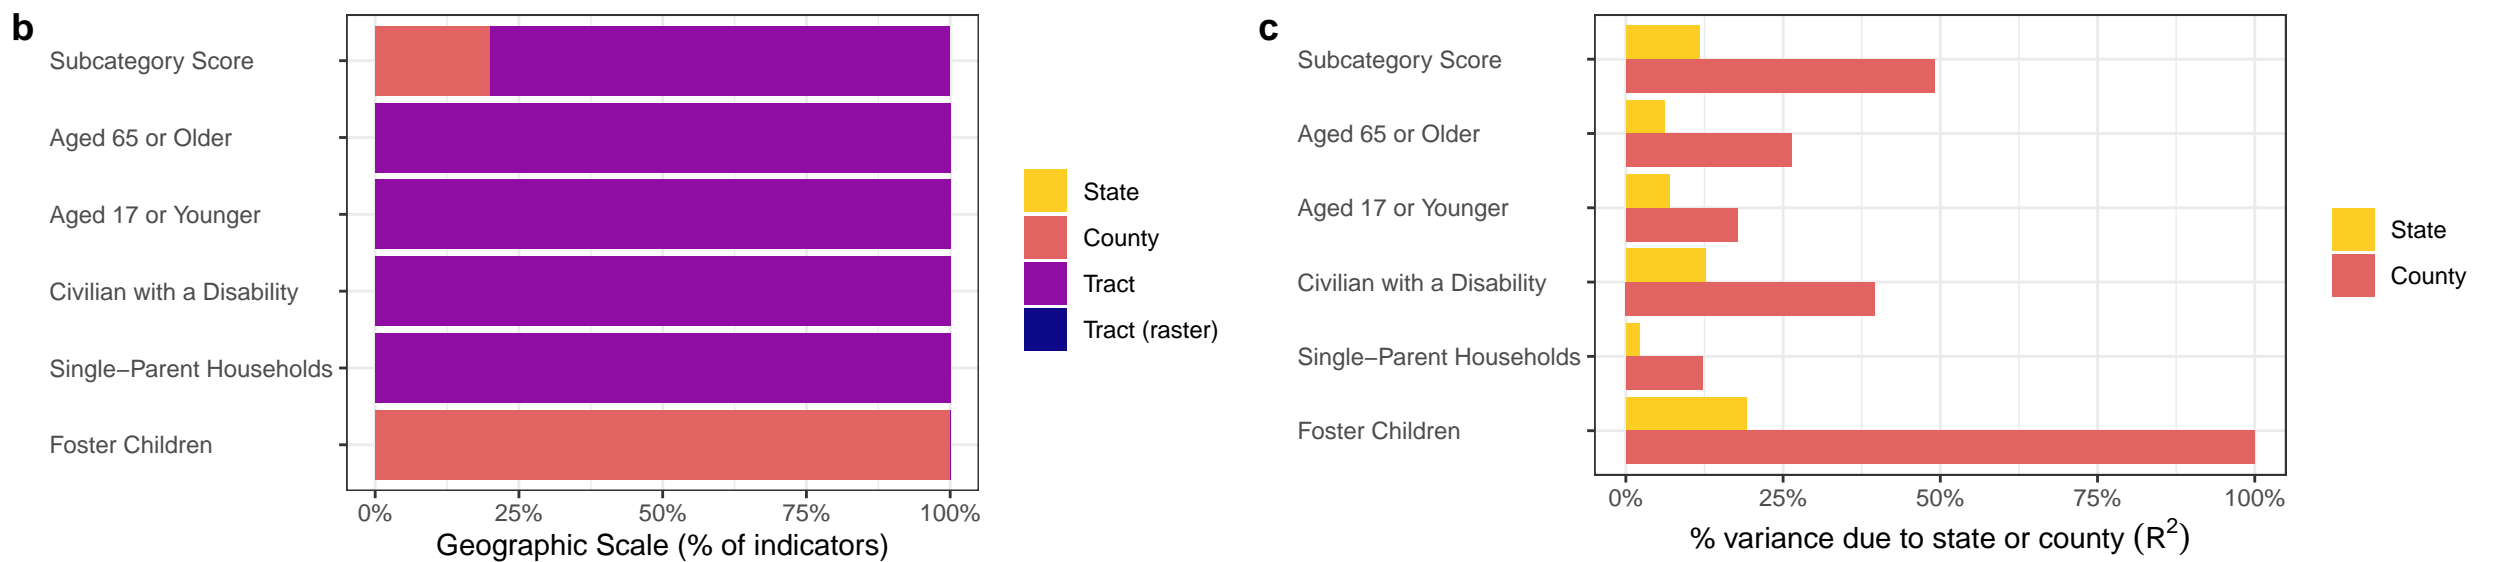 b
Subcategory Score
Aged 65 or Older
Aged 17 or Younger
Civilian with a Disability
Single−Parent Households
Foster Children
0% 25% 50% 75% 100%
Geographic Scale (% of indicators)
State
County
Tract
Tract (raster)
c
Subcategory Score
Aged 65 or Older
Aged 17 or Younger
Civilian with a Disability
Single−Parent Households
Foster Children
0% 25% 50% 75% 100%
% variance due to state or county (R²)
State
County